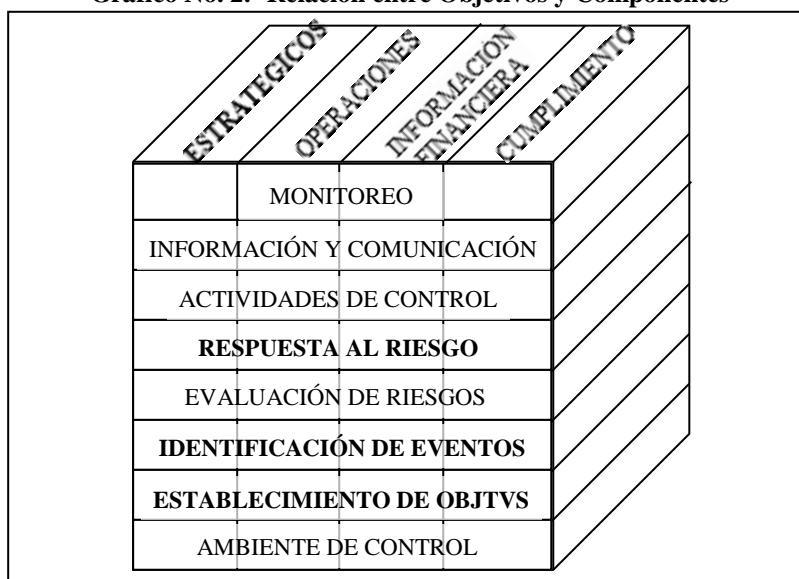 Gráfico No. 2. Relación entre Objetivos y Componentes
ESTRATEGICOS
OPERACIONES
INFORMACION
FINANCIERA
CUMPLIMIENTO
MONITOREO
INFORMACIÓN Y COMUNICACIÓN
ACTIVIDADES DE CONTROL
RESPUESTA AL RIESGO
EVALUACIÓN DE RIESGOS
IDENTIFICACIÓN DE EVENTOS
ESTABLECIMIENTO DE OBJTVS
AMBIENTE DE CONTROL